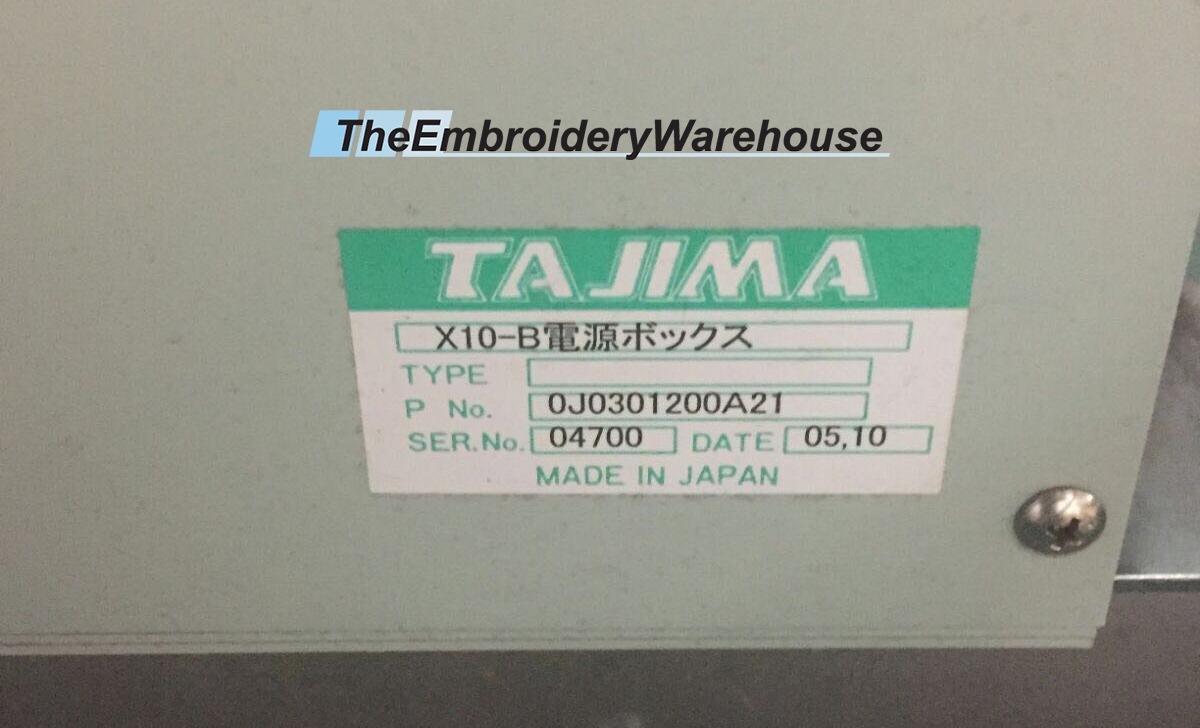 TheEmbroideryWarehouse
TAJIMA
X10-B電源ボックス
TYPE
P No. 0J0301200A21
SER.No. 04700 DATE 05,10
MADE IN JAPAN